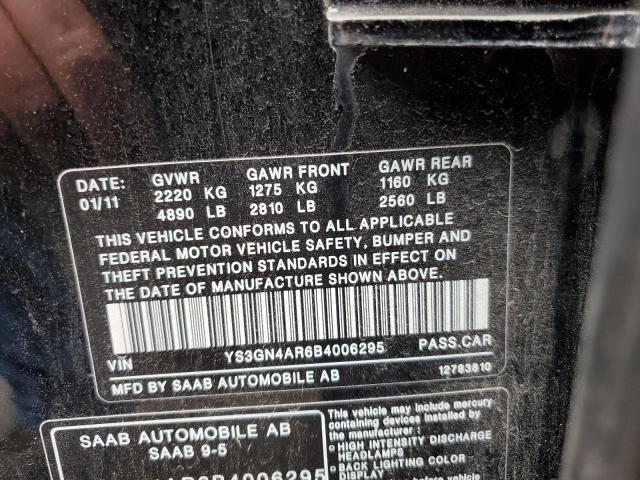 DATE: GVWR GAWR FRONT GAWR REAR
01/11 2220 KG 1275 KG 1160 KG
4890 LB 2810 LB 2560 LB
THIS VEHICLE CONFORMS TO ALL APPLICABLE
FEDERAL MOTOR VEHICLE SAFETY, BUMPER AND
THEFT PREVENTION STANDARDS IN EFFECT ON
THE DATE OF MANUFACTURE SHOWN ABOVE.
VIN YS3GN4AR6B4006295 PASS.CAR
MFD BY SAAB AUTOMOBILE AB 12783810
SAAB AUTOMOBILE AB
SAAB 9-5
4AR6B4006295
This vehicle may include mercury
containing devices installed by
the manufacturer:
HIGH INTENSITY DISCHARGE
HEADLAMPS
BACK LIGHTING COLOR
DISPLAY
before vehicle